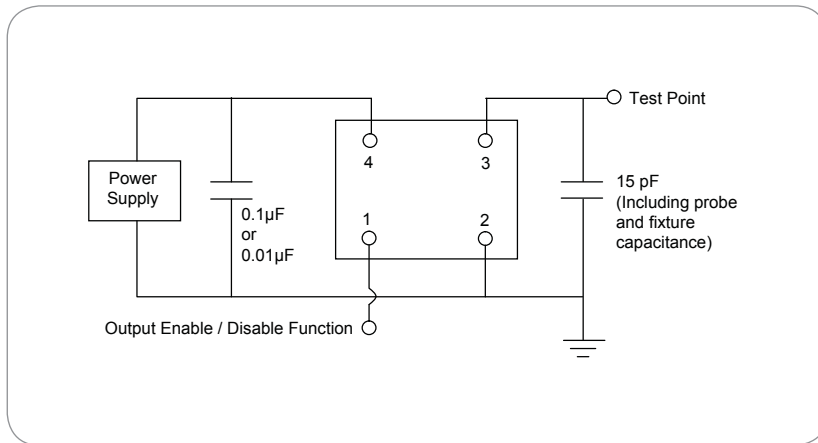 Test Point
4
3
Power
Supply
15 pF
(Including probe
and fixture
capacitance)
0.1µF
or
0.01µF
1
2
Output Enable / Disable Function